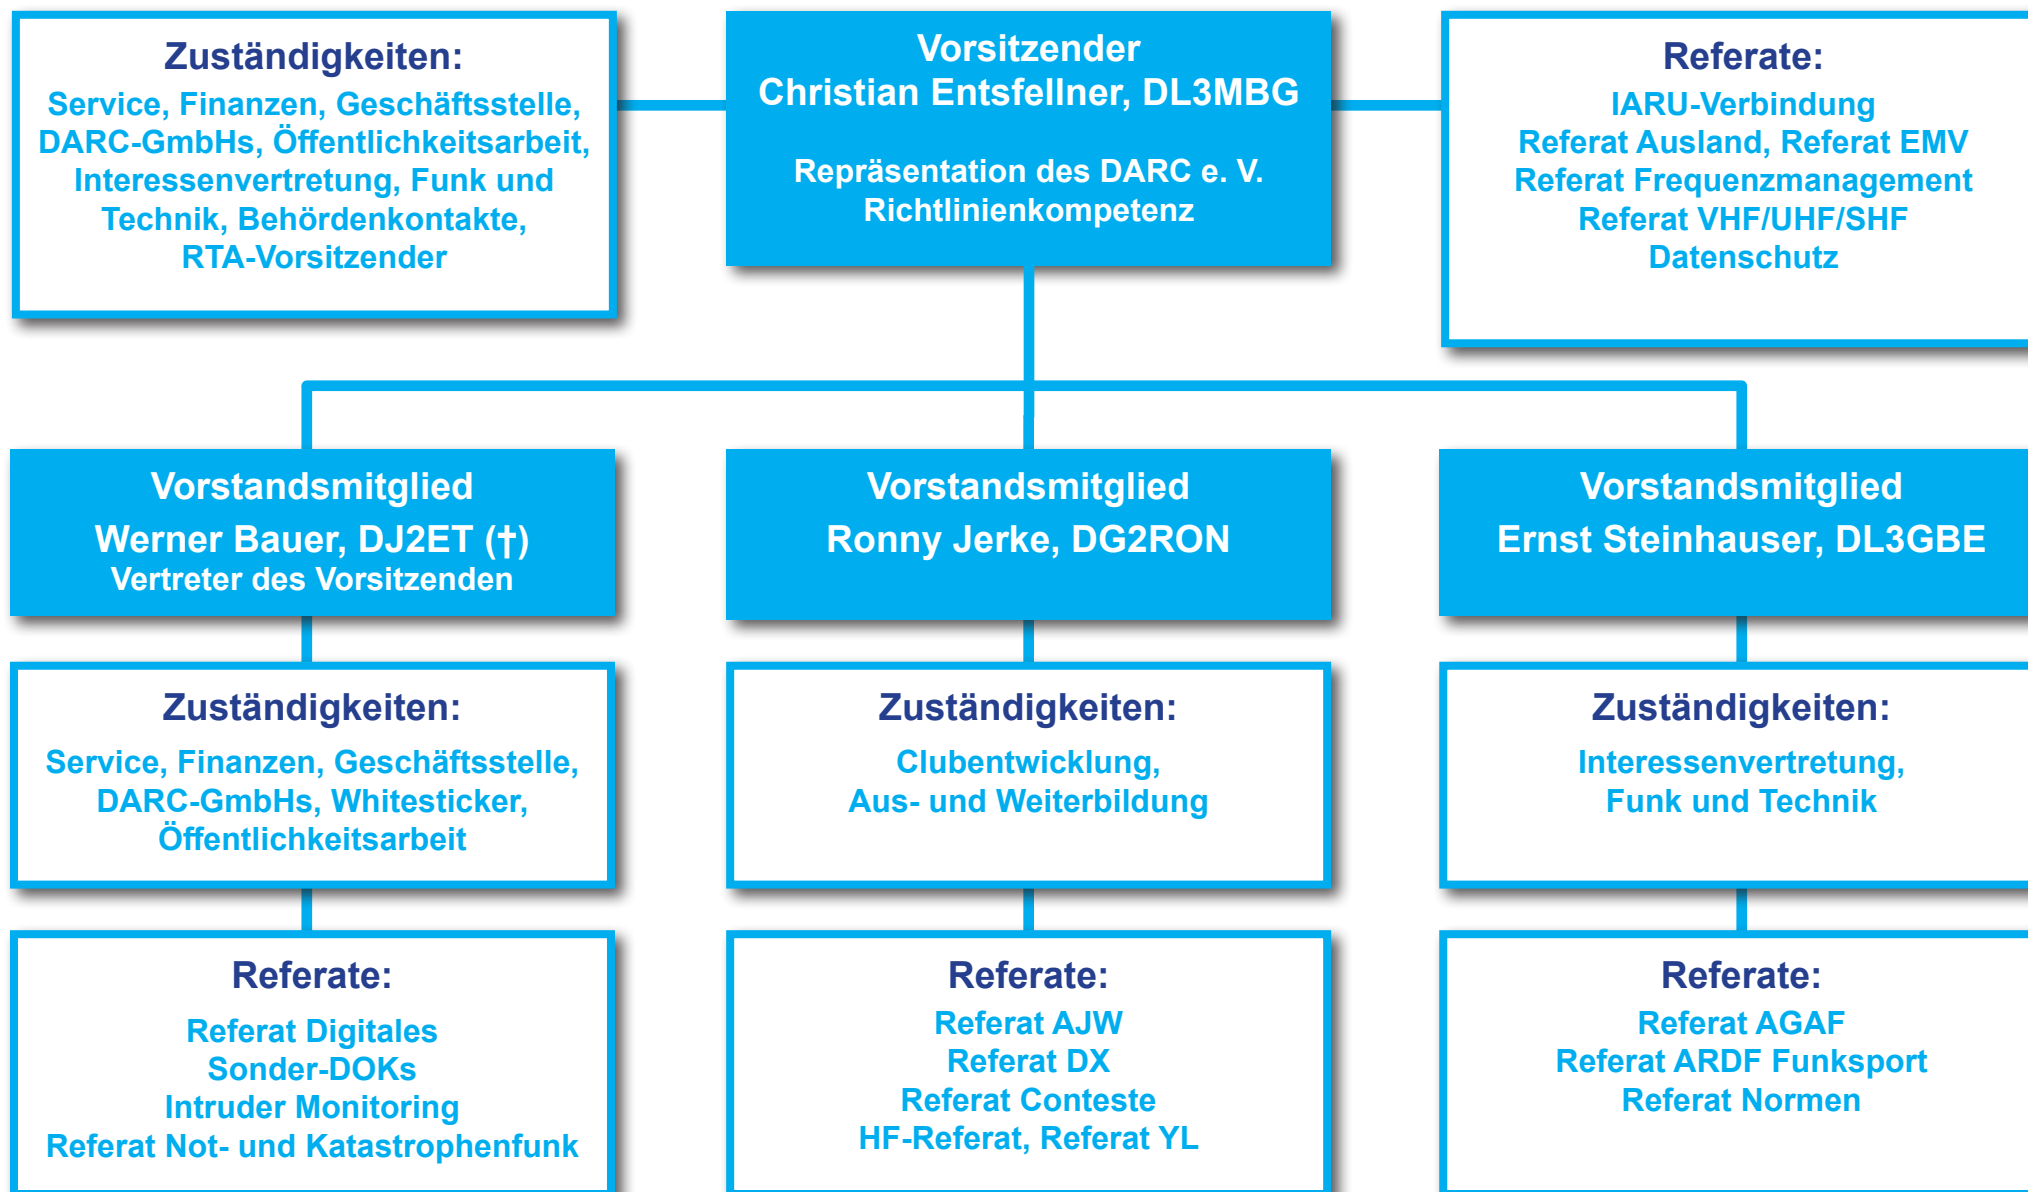 Zuständigkeiten:
Service, Finanzen, Geschäftsstelle,
DARC-GmbHs, Öffentlichkeitsarbeit,
Interessenvertretung, Funk und
Technik, Behördenkontakte,
RTA-Vorsitzender
Vorsitzender
Christian Entsfellner, DL3MBG
Repräsentation des DARC e. V.
Richtlinienkompetenz
Referate:
IARU-Verbindung
Referat Ausland, Referat EMV
Referat Frequenzmanagement
Referat VHF/UHF/SHF
Datenschutz
Vorstandsmitglied
Werner Bauer, DJ2ET (†)
Vertreter des Vorsitzenden
Vorstandsmitglied
Ronny Jerke, DG2RON
Vorstandsmitglied
Ernst Steinhauser, DL3GBE
Zuständigkeiten:
Service, Finanzen, Geschäftsstelle,
DARC-GmbHs, Whitesticker,
Öffentlichkeitsarbeit
Zuständigkeiten:
Clubentwicklung,
Aus- und Weiterbildung
Zuständigkeiten:
Interessenvertretung,
Funk und Technik
Referate:
Referat Digitales
Sonder-DOKs
Intruder Monitoring
Referat Not- und Katastrophenfunk
Referate:
Referat AJW
Referat DX
Referat Conteste
HF-Referat, Referat YL
Referate:
Referat AGAF
Referat ARDF Funksport
Referat Normen